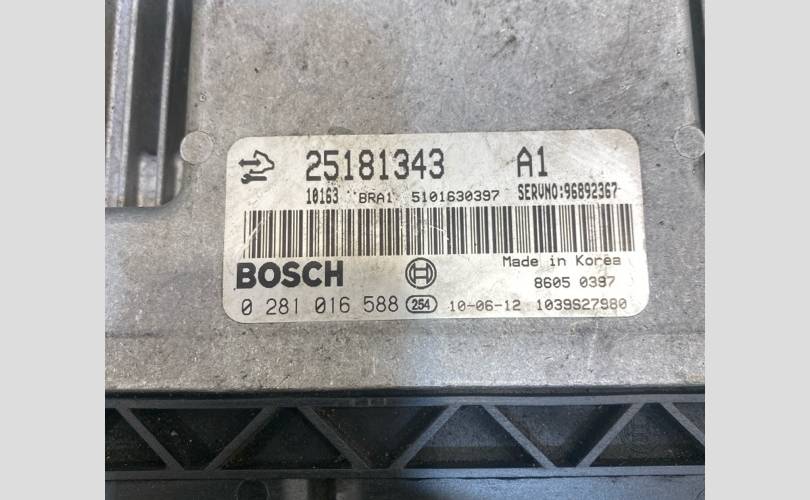 25181343 A1
10163 BRA1 5101630397 SERVNO:96892367
Made in Korea
BOSCH 8605 0397
0 281 016 588 254 10-06-12 1039S27980